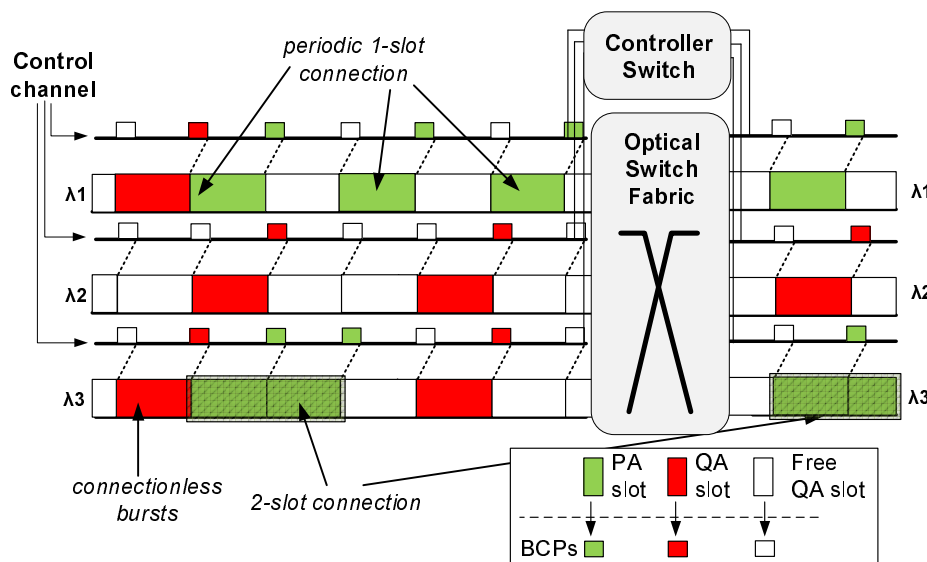 periodic 1-slot
connection
Control
channel
Controller
Switch
Optical
Switch
Fabric
λ1
λ1
λ2
λ2
λ3
λ3
connectionless
bursts
2-slot connection
PA
slot
QA
slot
Free
QA slot
BCPs